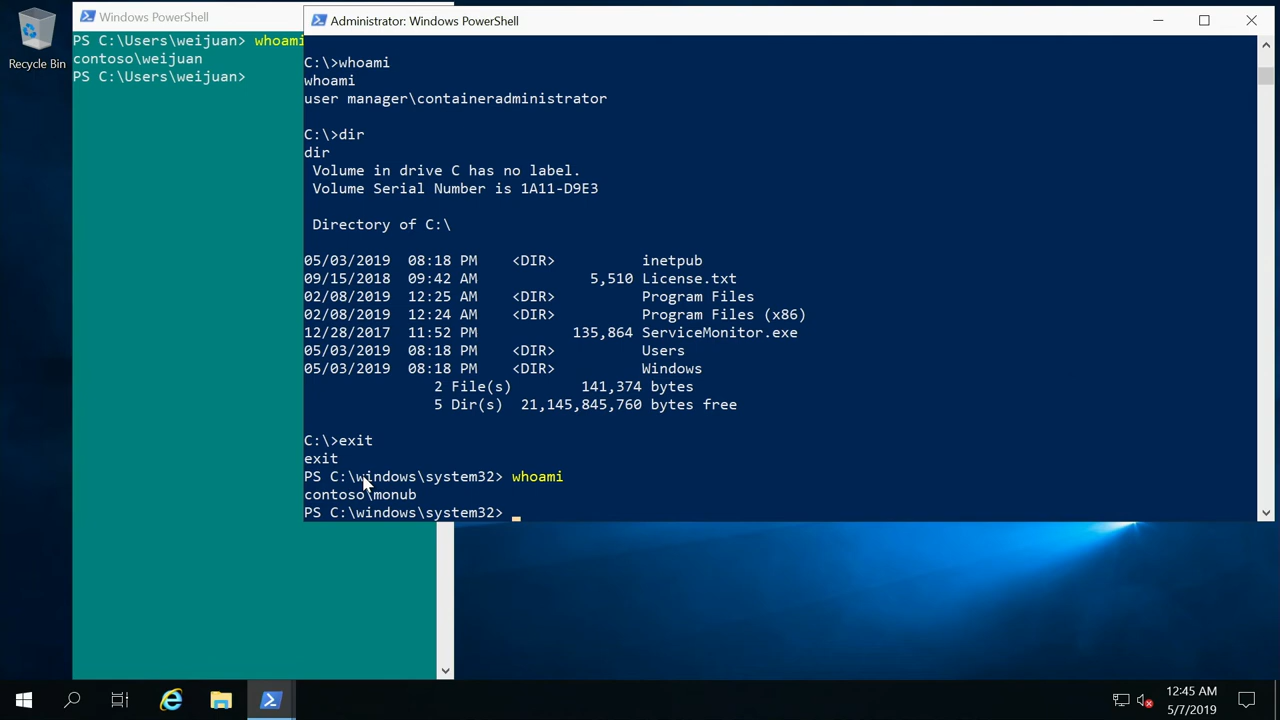 Recycle Bin
Windows PowerShell
PS C:\Users\weijuan> whoami
contoso\weijuan
PS C:\Users\weijuan>
Administrator: Windows PowerShell
C:\>whoami
whoami
user manager\containeradministrator
C:\>dir
dir
Volume in drive C has no label.
Volume Serial Number is 1A11-D9E3
Directory of C:\
05/03/2019 08:18 PM <DIR> inetpub
09/15/2018 09:42 AM 5,510 License.txt
02/08/2019 12:25 AM <DIR> Program Files
02/08/2019 12:24 AM <DIR> Program Files (x86)
12/28/2017 11:52 PM 135,864 ServiceMonitor.exe
05/03/2019 08:18 PM <DIR> Users
05/03/2019 08:18 PM <DIR> Windows
2 File(s) 141,374 bytes
5 Dir(s) 21,145,845,760 bytes free
C:\>exit
exit
PS C:\windows\system32> whoami
contoso\monub
PS C:\windows\system32>
12:45 AM
5/7/2019